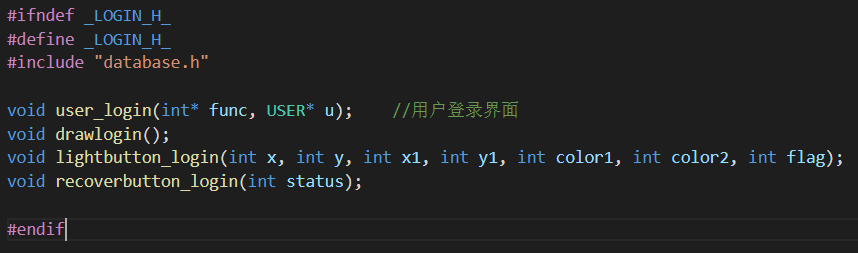 #ifndef _LOGIN_H_
#define _LOGIN_H_
#include "database.h"
void user_login(int* func, USER* u);    //用户登录界面
void drawlogin();
void lightbutton_login(int x, int y, int x1, int y1, int color1, int color2, int flag);
void recoverbutton_login(int status);
#endif